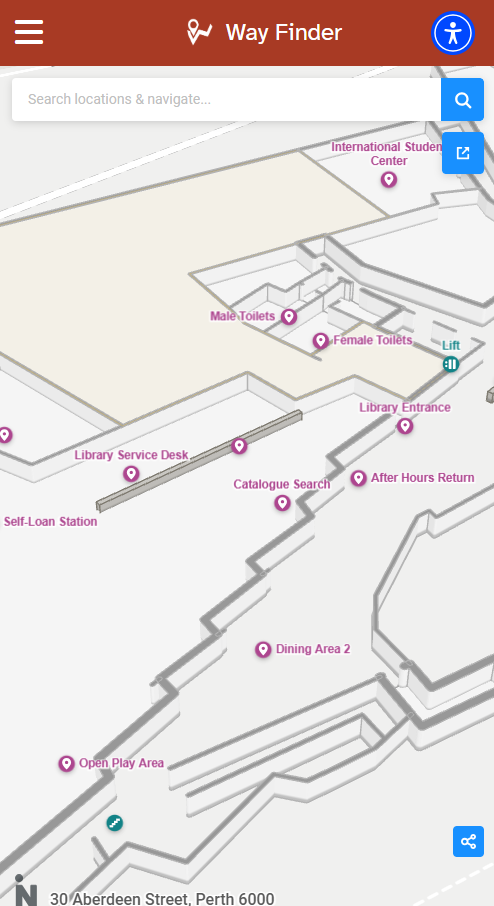 Way Finder
Search locations & navigate...
International Studen
Center
Male Toilets
Female Toilets
Lift
Library Entrance
Library Service Desk
Catalogue Search
After Hours Return
Self-Loan Station
Dining Area 2
Open Play Area
N
30 Aberdeen Street, Perth 6000